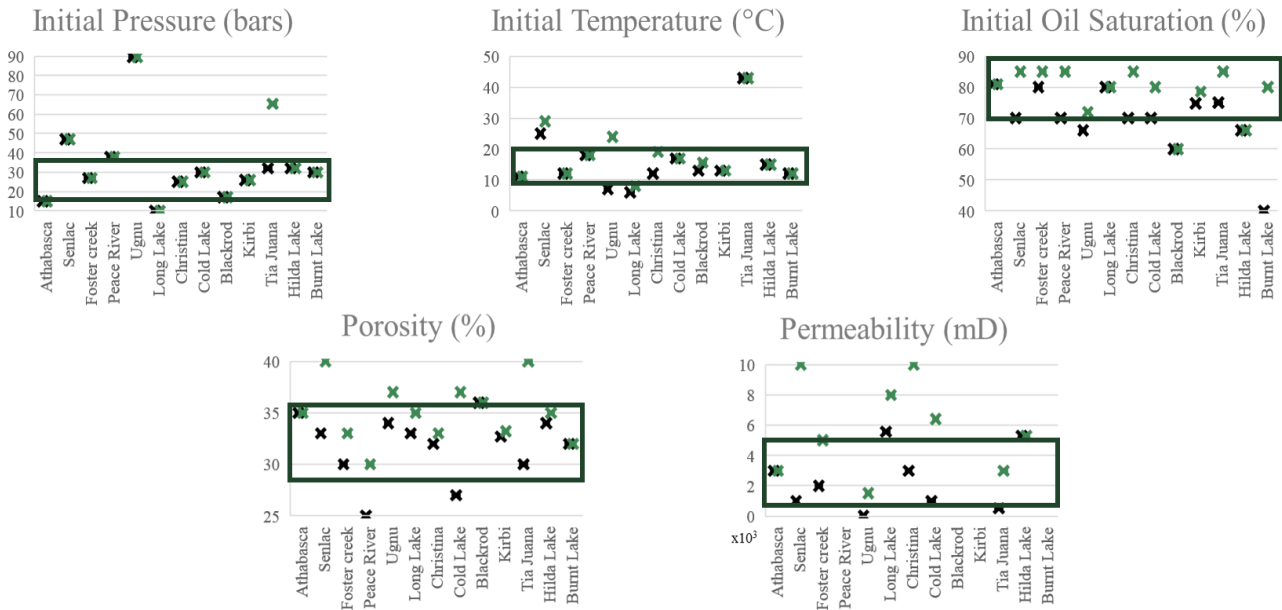 Initial Pressure (bars)
90
80
70
60
50
40
30
20
10
Athabasca
Senlac
Foster creek
Peace River
Ugnu
Long Lake
Christina
Cold Lake
Blackrod
Kirbi
Tia Juana
Hilda Lake
Burnt Lake
Initial Temperature (°C)
50
40
30
20
10
0
Athabasca
Senlac
Foster creek
Peace River
Ugnu
Long Lake
Christina
Cold Lake
Blackrod
Kirbi
Tia Juana
Hilda Lake
Burnt Lake
Initial Oil Saturation (%)
90
80
70
60
50
40
Athabasca
Senlac
Foster creek
Peace River
Ugnu
Long Lake
Christina
Cold Lake
Blackrod
Kirbi
Tia Juana
Hilda Lake
Burnt Lake
Porosity (%)
40
35
30
25
Athabasca
Senlac
Foster creek
Peace River
Ugnu
Long Lake
Christina
Cold Lake
Blackrod
Kirbi
Tia Juana
Hilda Lake
Burnt Lake
Permeability (mD)
10
8
6
4
2
0
x10³
Athabasca
Senlac
Foster creek
Peace River
Ugnu
Long Lake
Christina
Cold Lake
Blackrod
Kirbi
Tia Juana
Hilda Lake
Burnt Lake